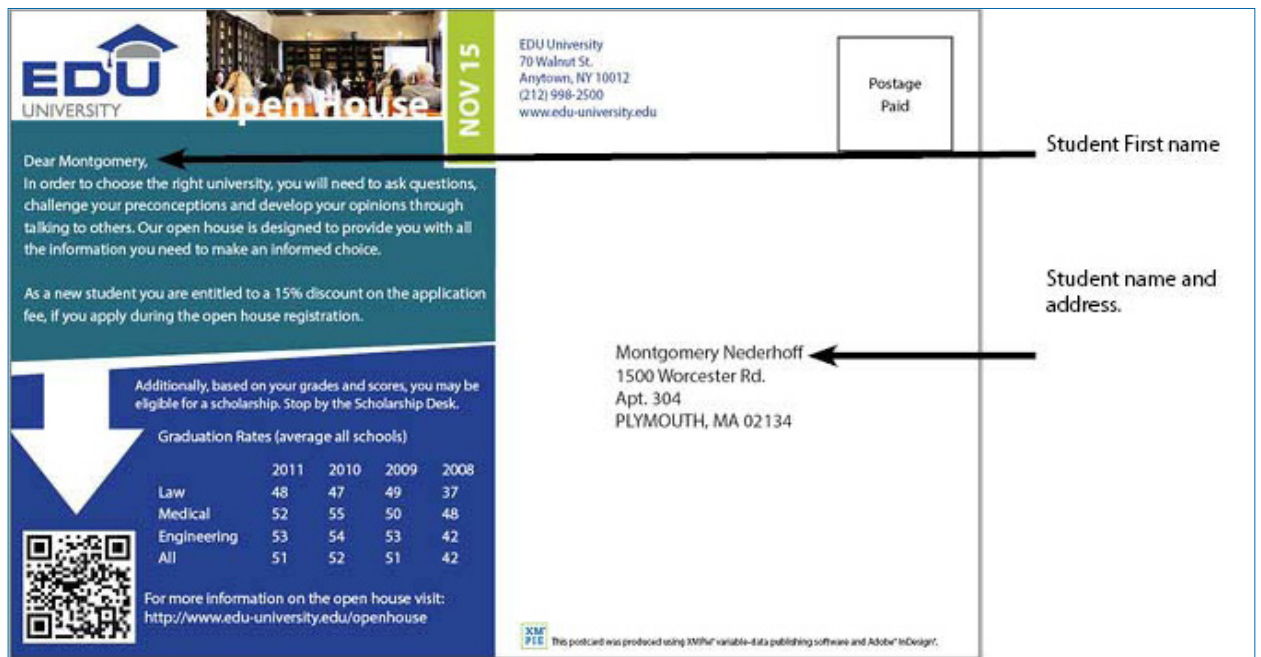 EDU
UNIVERSITY
Open House
NOV 15
Dear Montgomery,
In order to choose the right university, you will need to ask questions,
challenge your preconceptions and develop your opinions through
talking to others. Our open house is designed to provide you with all
the information you need to make an informed choice.
As a new student you are entitled to a 15% discount on the application
fee, if you apply during the open house registration.
Additionally, based on your grades and scores, you may be
eligible for a scholarship. Stop by the Scholarship Desk.
Graduation Rates (average all schools)
2011 2010 2009 2008
Law 48 47 49 37
Medical 52 55 50 48
Engineering 53 54 53 42
All 51 52 51 42
For more information on the open house visit:
http://www.edu-university.edu/openhouse
EDU University
70 Walnut St.
Anytown, NY 10012
(212) 998-2500
www.edu-university.edu
Postage
Paid
Montgomery Nederhoff
1500 Worcester Rd.
Apt. 304
PLYMOUTH, MA 02134
XM
PIE
This postcard was produced using XMPie® variable-data publishing software and Adobe® InDesign®.
Student First name
Student name and
address.